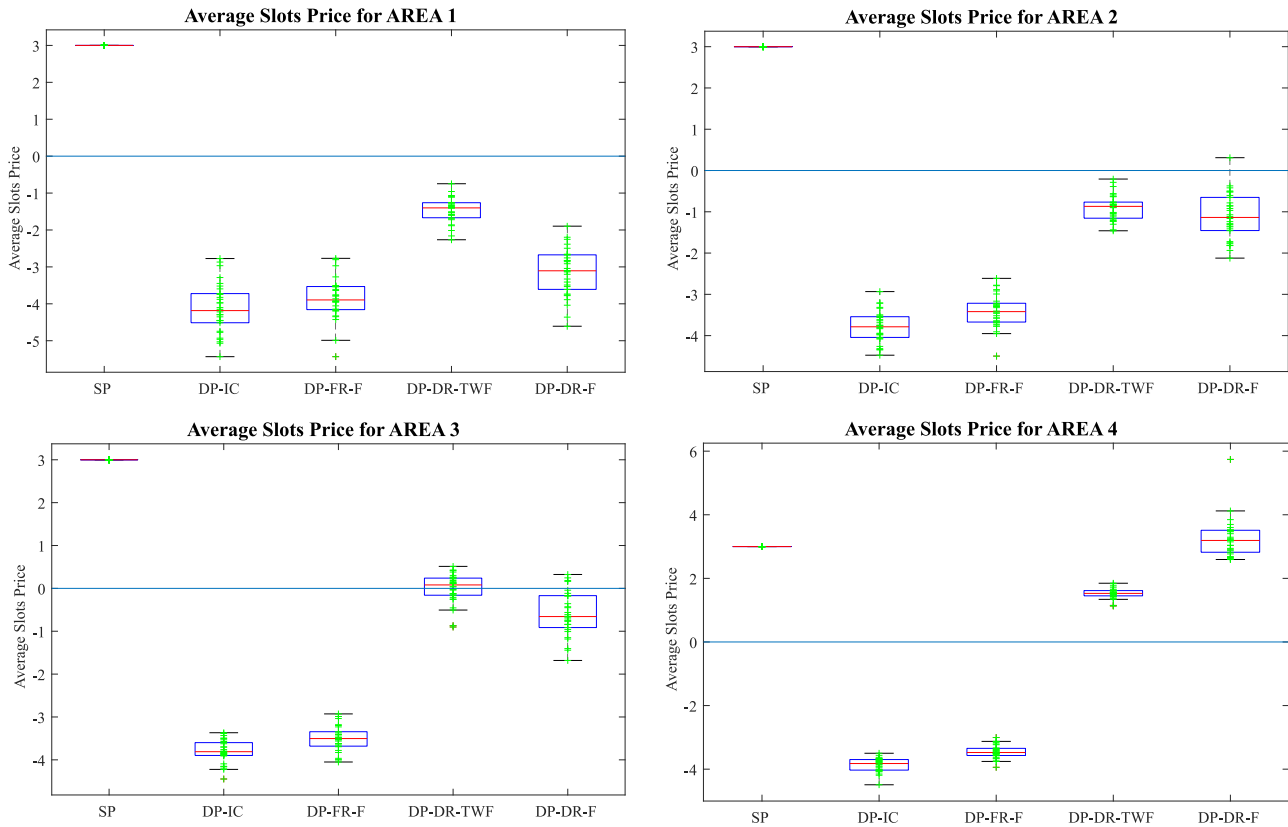 Average Slots Price for AREA 1
Average Slots Price
3
2
1
0
-1
-2
-3
-4
-5
SP DP-IC DP-FR-F DP-DR-TWF DP-DR-F
Average Slots Price for AREA 2
Average Slots Price
3
2
1
0
-1
-2
-3
-4
SP DP-IC DP-FR-F DP-DR-TWF DP-DR-F
Average Slots Price for AREA 3
Average Slots Price
3
2
1
0
-1
-2
-3
-4
SP DP-IC DP-FR-F DP-DR-TWF DP-DR-F
Average Slots Price for AREA 4
Average Slots Price
6
4
2
0
-2
-4
SP DP-IC DP-FR-F DP-DR-TWF DP-DR-F